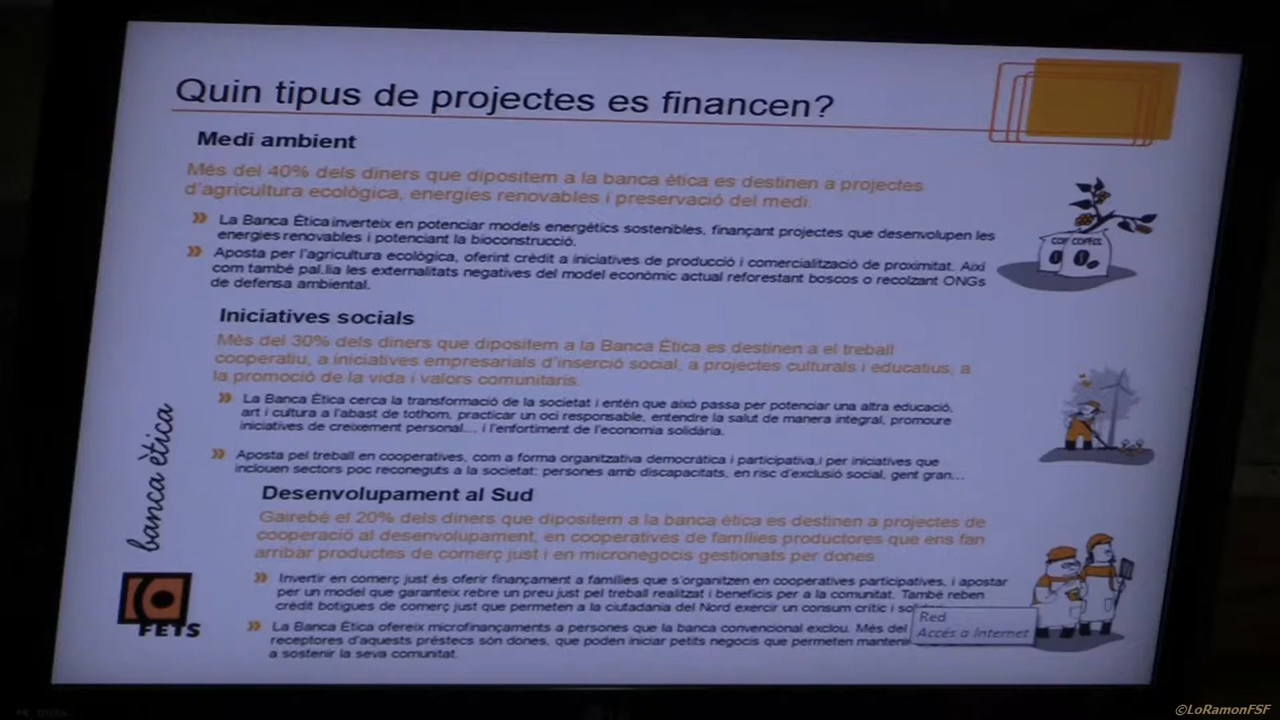 Quin tipus de projectes es financen?
Medi ambient
Més del 40% dels diners que dipositem a la banca ètica es destinen a projectes
d'agricultura ecològica, energies renovables i preservació del medi.
» La Banca Ètica inverteix en potenciar models energètics sostenibles, finançant projectes que desenvolupen les
energies renovables i potenciant la bioconstrucció.
» Aposta per l'agricultura ecològica, oferint crèdit a iniciatives de producció i comercialització de proximitat. Així
com també pal.lia les externalitats negatives del model econòmic actual reforestant boscos o recolzant ONGs
de defensa ambiental.
COFFEE
Iniciatives socials
Més del 30% dels diners que dipositem a la Banca Ètica es destinen a el treball
cooperatiu, a iniciatives empresarials d'inserció social, a projectes culturals i educatius, a
la promoció de la vida i valors comunitaris.
» La Banca Ètica cerca la transformació de la societat i entén que això passa per potenciar una altra educació,
art i cultura a l'abast de tothom, practicar un oci responsable, entendre la salut de manera integral, promoure
iniciatives de creixement personal... i l'enfortiment de l'economia solidària.
» Aposta pel treball en cooperatives, com a forma organitzativa democràtica i participativa,i per iniciatives que
inclouen sectors poc reconeguts a la societat: persones amb discapacitats, en risc d'exclusió social, gent gran...
Desenvolupament al Sud
Gairebé el 20% dels diners que dipositem a la banca ètica es destinen a projectes de
cooperació al desenvolupament, en cooperatives de famílies productores que ens fan
arribar productes de comerç just i en micronegocis gestionats per dones
» Invertir en comerç just és oferir finançament a famílies que s'organitzen en cooperatives participatives, i apostar
per un model que garanteix rebre un preu just pel treball realitzat i beneficis per a la comunitat. També reben
crèdit botigues de comerç just que permeten a la ciutadania del Nord exercir un consum crític i
» La Banca Ètica ofereix microfinançaments a persones que la banca convencional exclou. Més del
receptores d'aquests préstecs són dones, que poden iniciar petits negocis que permeten
a sostenir la seva comunitat.
Red
Acceso a Internet
banca ètica
FETS
©LoRamonFSF